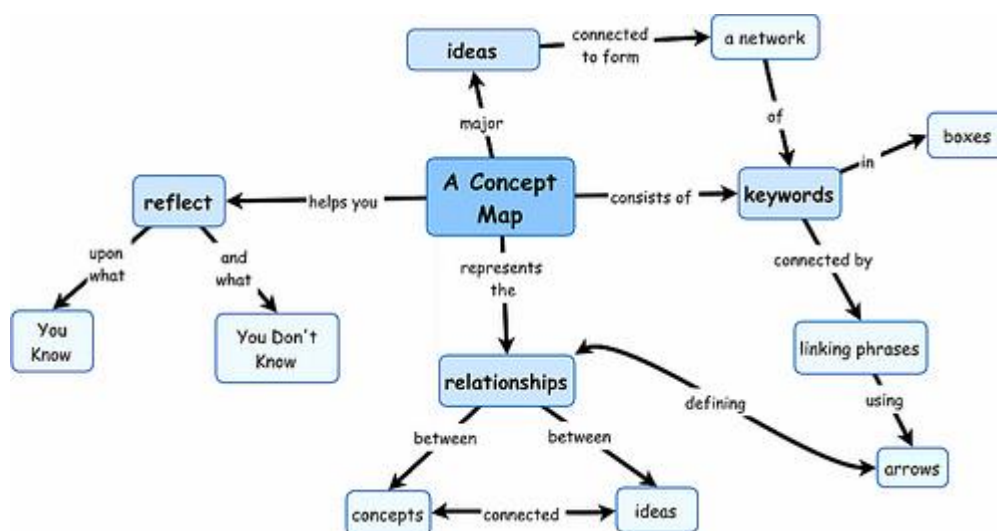 ideas
connected
to form
a network
major
of
boxes
in
A Concept
Map
reflect
helps you
consists of
keywords
upon
what
and
what
represents
the
connected by
You
Know
You Don't
Know
linking phrases
relationships
defining
using
between
between
arrows
concepts
connected
ideas